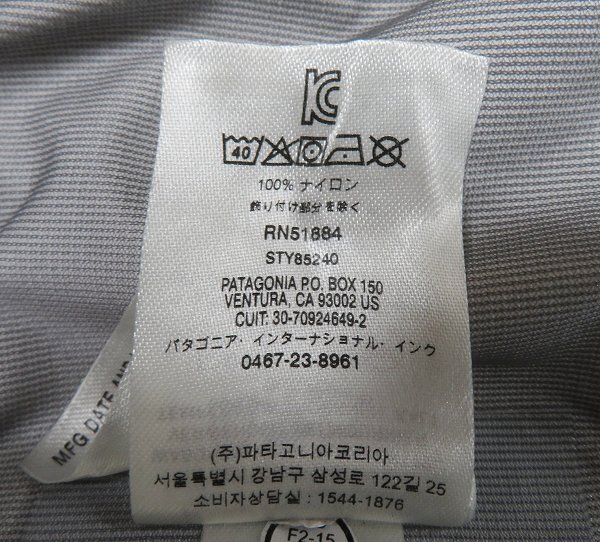 40
100% ナイロン
飾り付け部分を除く
RN51884
STY85240
PATAGONIA P.O. BOX 150
VENTURA, CA 93002 US
CUIT: 30-70924649-2
パタゴニア・インターナショナル・インク
0467-23-8961
MFG DATE AND
(주)파타고니아코리아
서울특별시 강남구 삼성로 122길 25
소비자상담실 : 1544-1876
F2-15